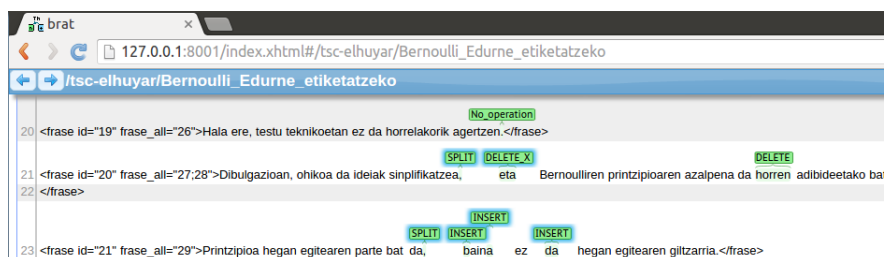 brat ×
127.0.0.1:8001/index.xhtml#/tsc-elhuyar/Bernoulli_Edurne_etiketatzeko
/tsc-elhuyar/Bernoulli_Edurne_etiketatzeko
No_operation
20 <frase id="19" frase_all="26">Hala ere, testu teknikoetan ez da horrelakorik agertzen.</frase>
SPLIT DELETE_X DELETE
21 <frase id="20" frase_all="27;28">Dibulgazioan, ohikoa da ideiak sinplifikatzea, eta Bernoulliren printzipioaren azalpena da horren adibideetako bat
22 </frase>
INSERT
SPLIT INSERT INSERT
23 <frase id="21" frase_all="29">Printzipioa hegan egitearen parte bat da, baina ez da hegan egitearen giltzarria.</frase>